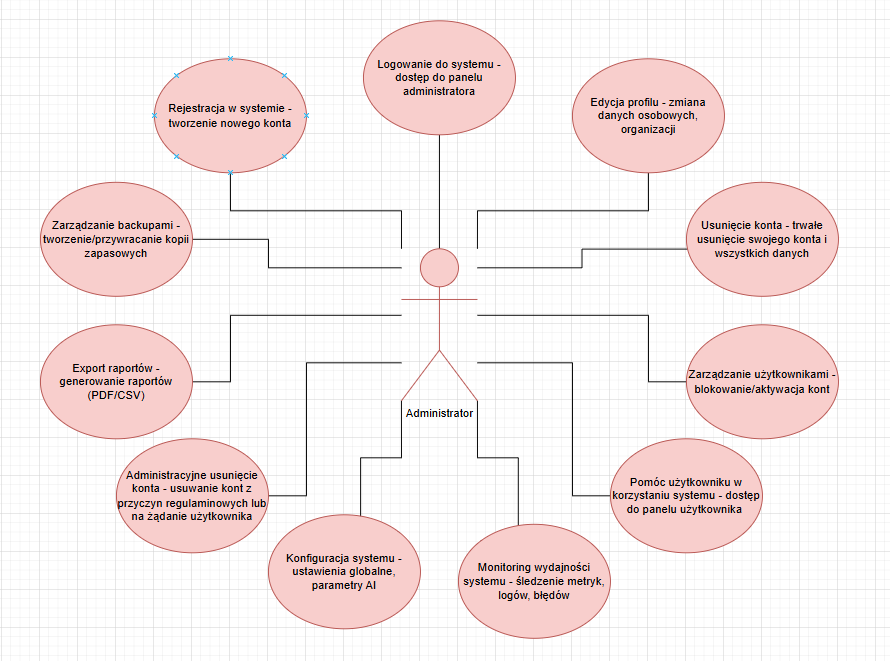 Logowanie do systemu -
dostęp do panelu
administratora
Rejestracja w systemie -
tworzenie nowego konta
Edycja profilu - zmiana
danych osobowych,
organizacji
Zarządzanie backupami -
tworzenie/przywracanie kopii
zapasowych
Usunięcie konta - trwałe
usunięcie swojego konta i
wszystkich danych
Export raportów -
generowanie raportów
(PDF/CSV)
Zarządzanie użytkownikami -
blokowanie/aktywacja kont
Administrator
Administracyjne usunięcie
konta - usuwanie kont z
przyczyn regulaminowych lub
na żądanie użytkownika
Pomóc użytkowniku w
korzystaniu systemu - dostęp
do panelu użytkownika
Konfiguracja systemu -
ustawienia globalne,
parametry AI
Monitoring wydajności
systemu - śledzenie metryk,
logów, błędów